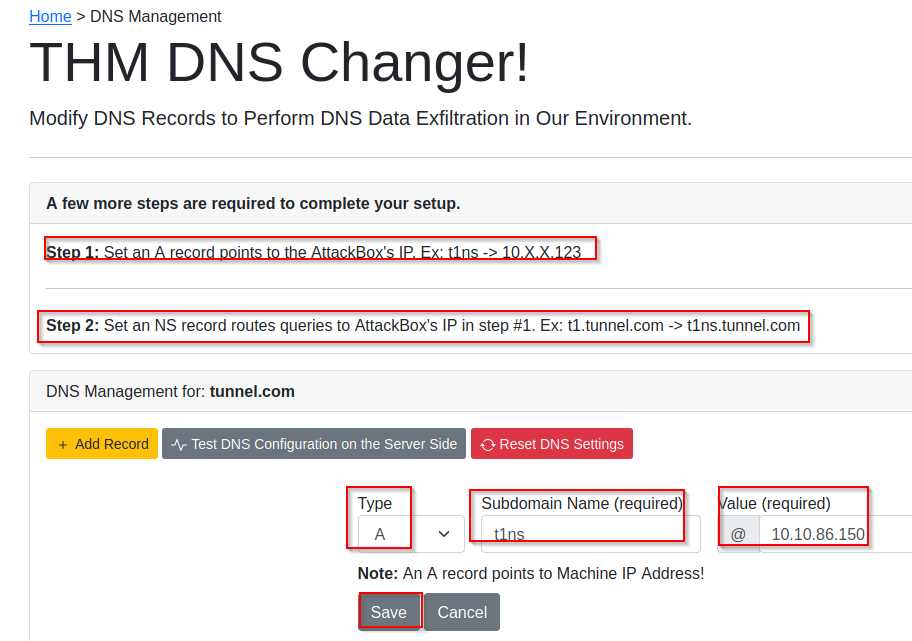 Home > DNS Management
THM DNS Changer!
Modify DNS Records to Perform DNS Data Exfiltration in Our Environment.
A few more steps are required to complete your setup.
Step 1: Set an A record points to the AttackBox's IP. Ex: t1ns -> 10.X.X.123
Step 2: Set an NS record routes queries to AttackBox's IP in step #1. Ex: t1.tunnel.com -> t1ns.tunnel.com
DNS Management for: tunnel.com
+ Add Record Test DNS Configuration on the Server Side Reset DNS Settings
Type Subdomain Name (required) Value (required)
A t1ns @ 10.10.86.150
Note: An A record points to Machine IP Address!
Save Cancel